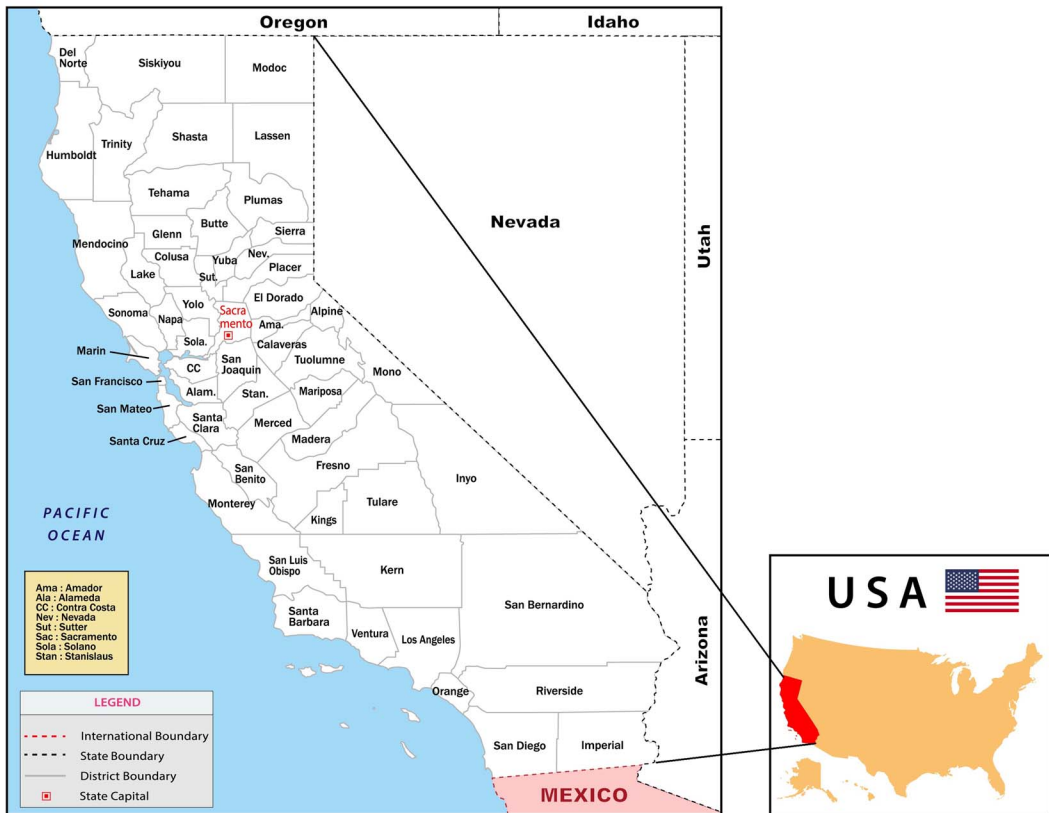 Oregon
Idaho
Del
Norte
Siskiyou
Modoc
Humboldt
Trinity
Shasta
Lassen
Tehama
Plumas
Nevada
Utah
Mendocino
Glenn
Butte
Sierra
Colusa
Yuba
Nev.
Lake
Sut.
Placer
Sonoma
Napa
Yolo
Sacra
mento
El Dorado
Alpine
Ama.
Sola.
Calaveras
Marin
CC
San
Joaquin
Tuolumne
Mono
San Francisco
Alam.
Stan.
Mariposa
San Mateo
Santa
Clara
Merced
Santa Cruz
Madera
San
Benito
Fresno
Inyo
Monterey
Kings
Tulare
PACIFIC
OCEAN
San Luis
Obispo
Kern
San Bernardino
Santa
Barbara
Ventura
Los Angeles
Arizona
Orange
Riverside
San Diego
Imperial
MEXICO
Ama : Amador
Ala : Alameda
CC : Contra Costa
Nev : Nevada
Sut : Sutter
Sac : Sacramento
Sola : Solano
Stan : Stanislaus
LEGEND
International Boundary
State Boundary
District Boundary
State Capital
USA